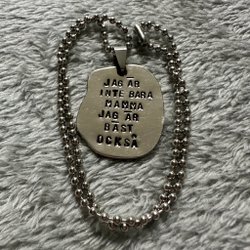 JAG ÄR
INTE BARA
MAMMA
JAG ÄR
BÄST
OCKSÅ